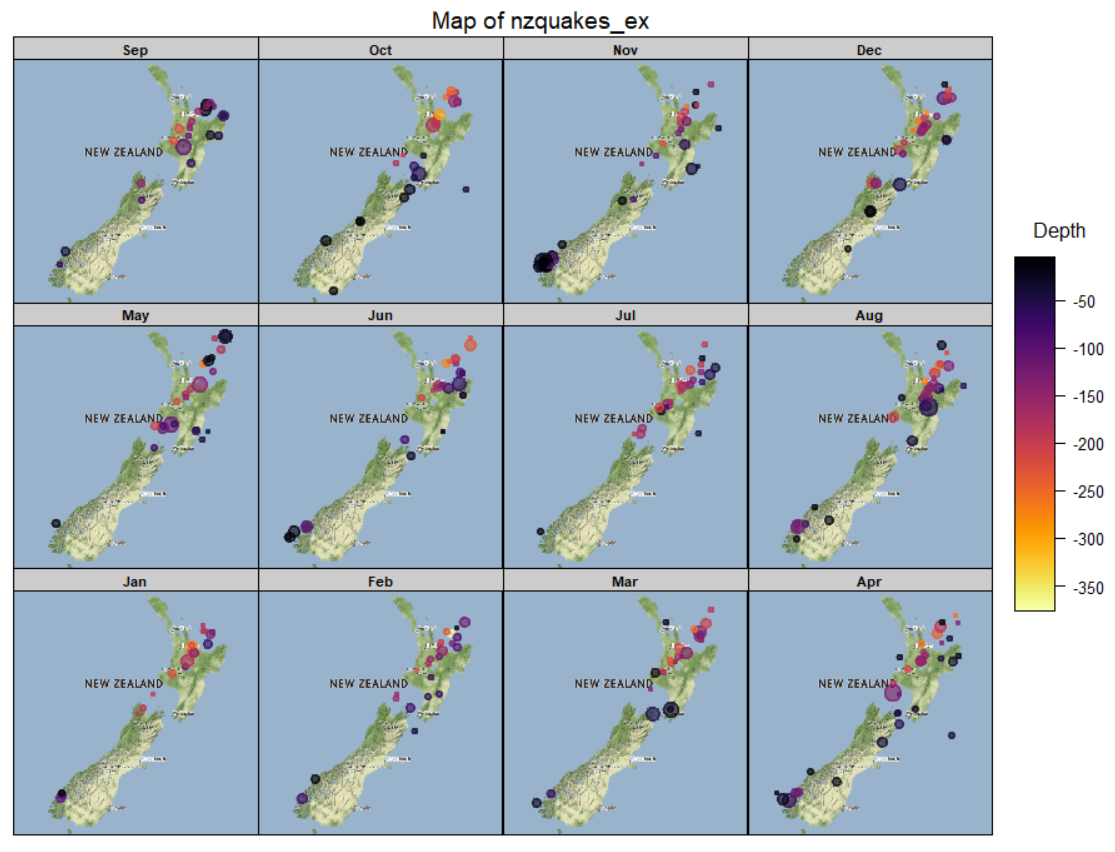 Map of nzquakes_ex
Sep
Oct
Nov
Dec
NEW ZEALAND
NEW ZEALAND
NEW ZEALAND
NEW ZEALAND
May
Jun
Jul
Aug
NEW ZEALAND
NEW ZEALAND
NEW ZEALAND
NEW ZEALAND
Jan
Feb
Mar
Apr
NEW ZEALAND
NEW ZEALAND
NEW ZEALAND
NEW ZEALAND
Depth
-50
-100
-150
-200
-250
-300
-350